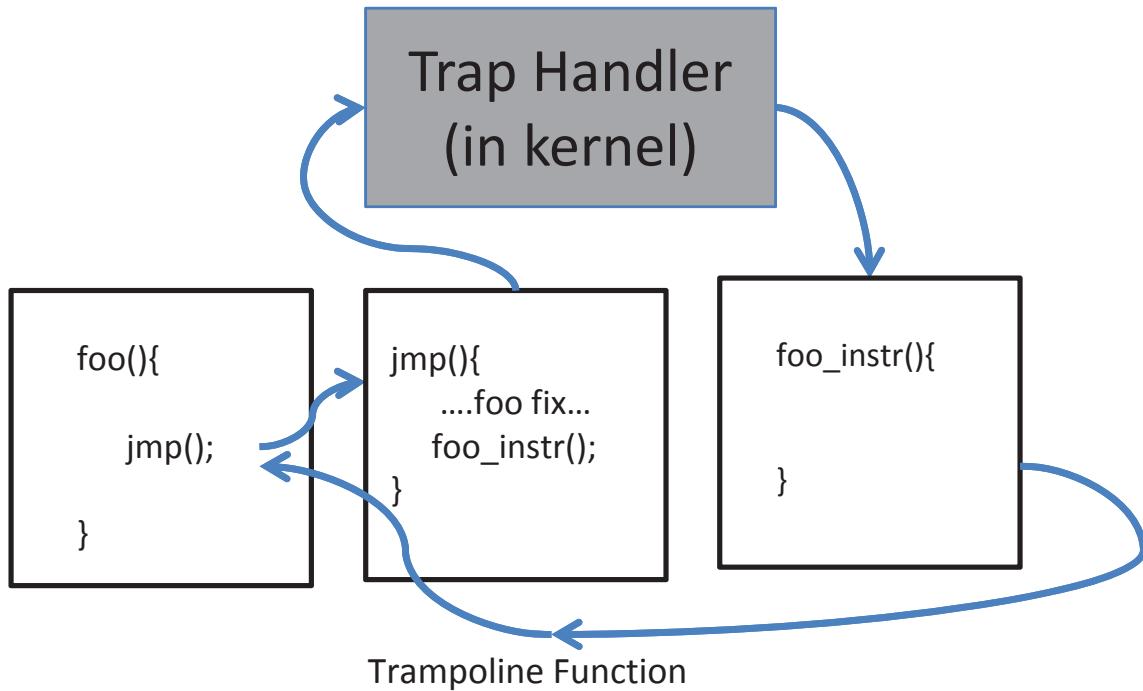 Trap Handler
(in kernel)
foo(){
jmp();
}
jmp(){
....foo fix...
foo_instr();
}
foo_instr(){
}
Trampoline Function